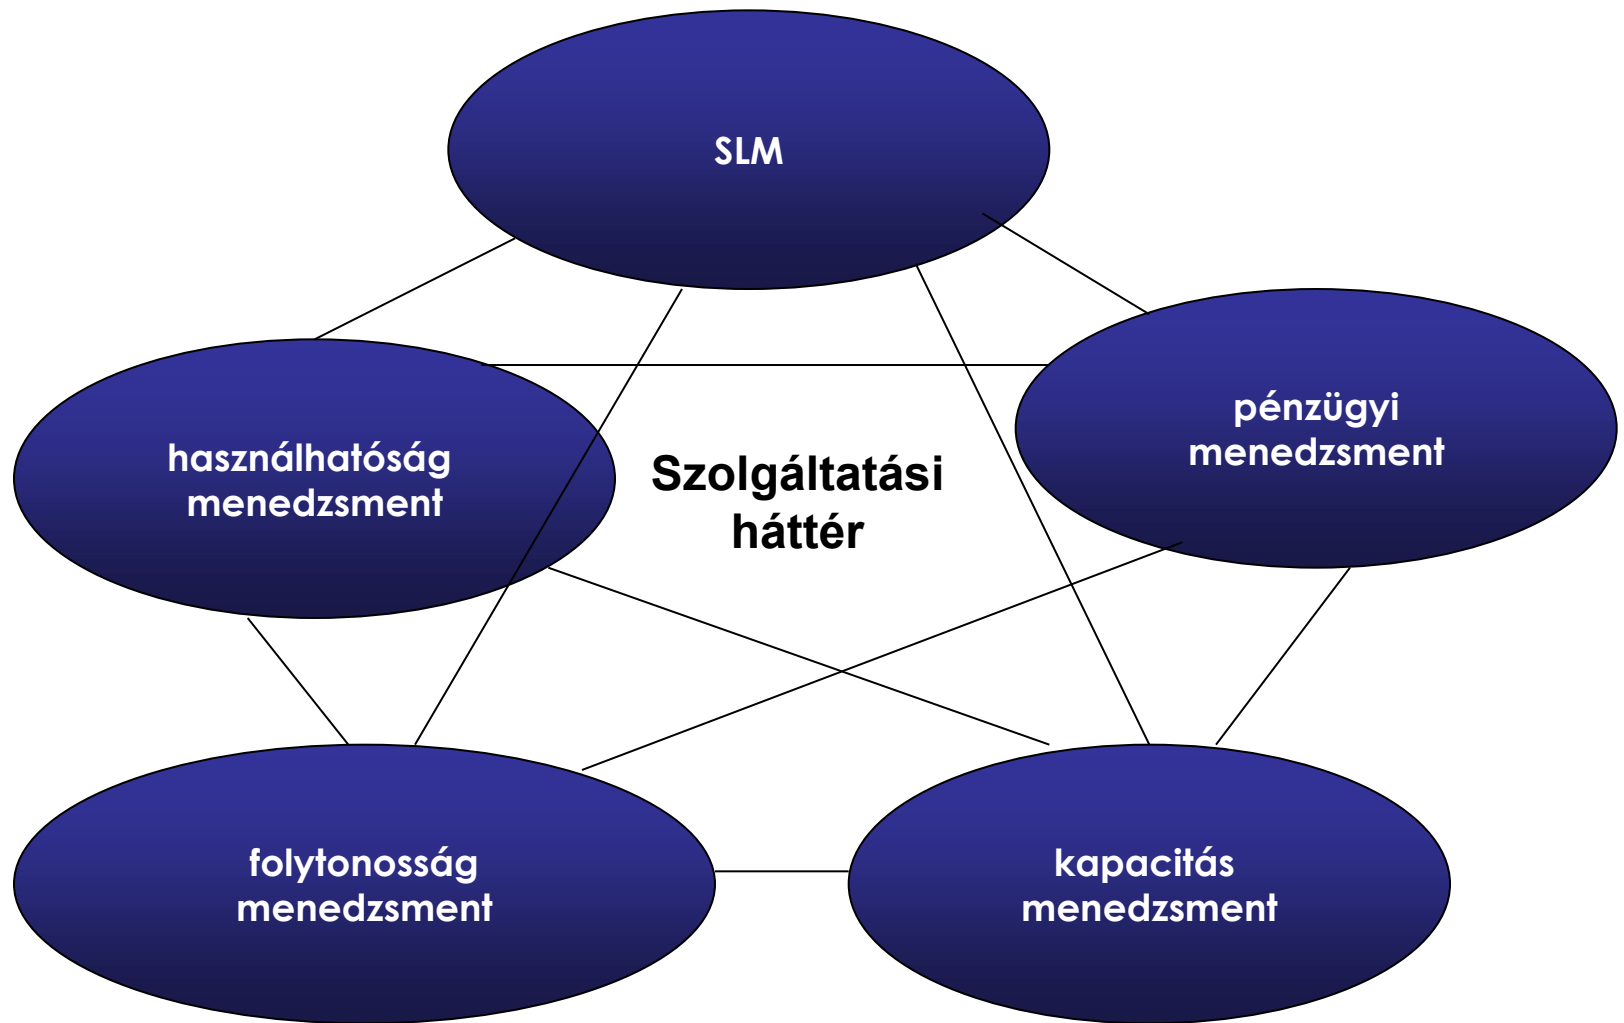 SLM
pénzügyi
menedzsment
használhatóság
menedzsment
Szolgáltatási
háttér
folytonosság
menedzsment
kapacitás
menedzsment